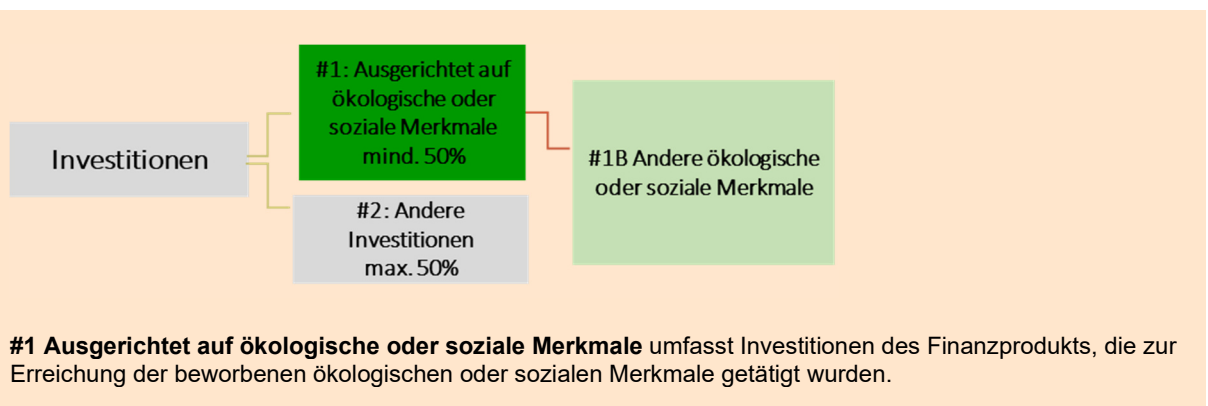 Investitionen
#1: Ausgerichtet auf
ökologische oder
soziale Merkmale
mind. 50%
#2: Andere
Investitionen
max. 50%
#1B Andere ökologische
oder soziale Merkmale
#1 Ausgerichtet auf ökologische oder soziale Merkmale umfasst Investitionen des Finanzprodukts, die zur
Erreichung der beworbenen ökologischen oder sozialen Merkmale getätigt wurden.